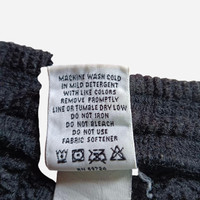 MACHINE WASH COLD
IN MILD DETERGENT
WITH LIKE COLORS
REMOVE PROMPTLY
LINE OR TUMBLE DRY LOW
DO NOT IRON
DO NOT BLEACH
DO NOT USE
FABRIC SOFTENER